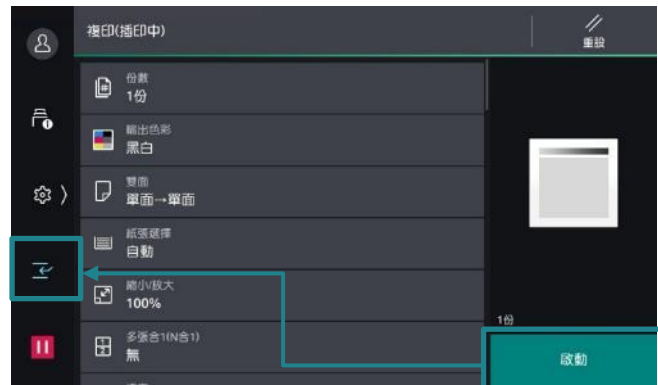 複印(插印中)
重設
份數
1份
輸出色彩
黑白
雙面
單面→單面
紙張選擇
自動
縮小/放大
100%
多張合1(N合1)
無
1份
啟動